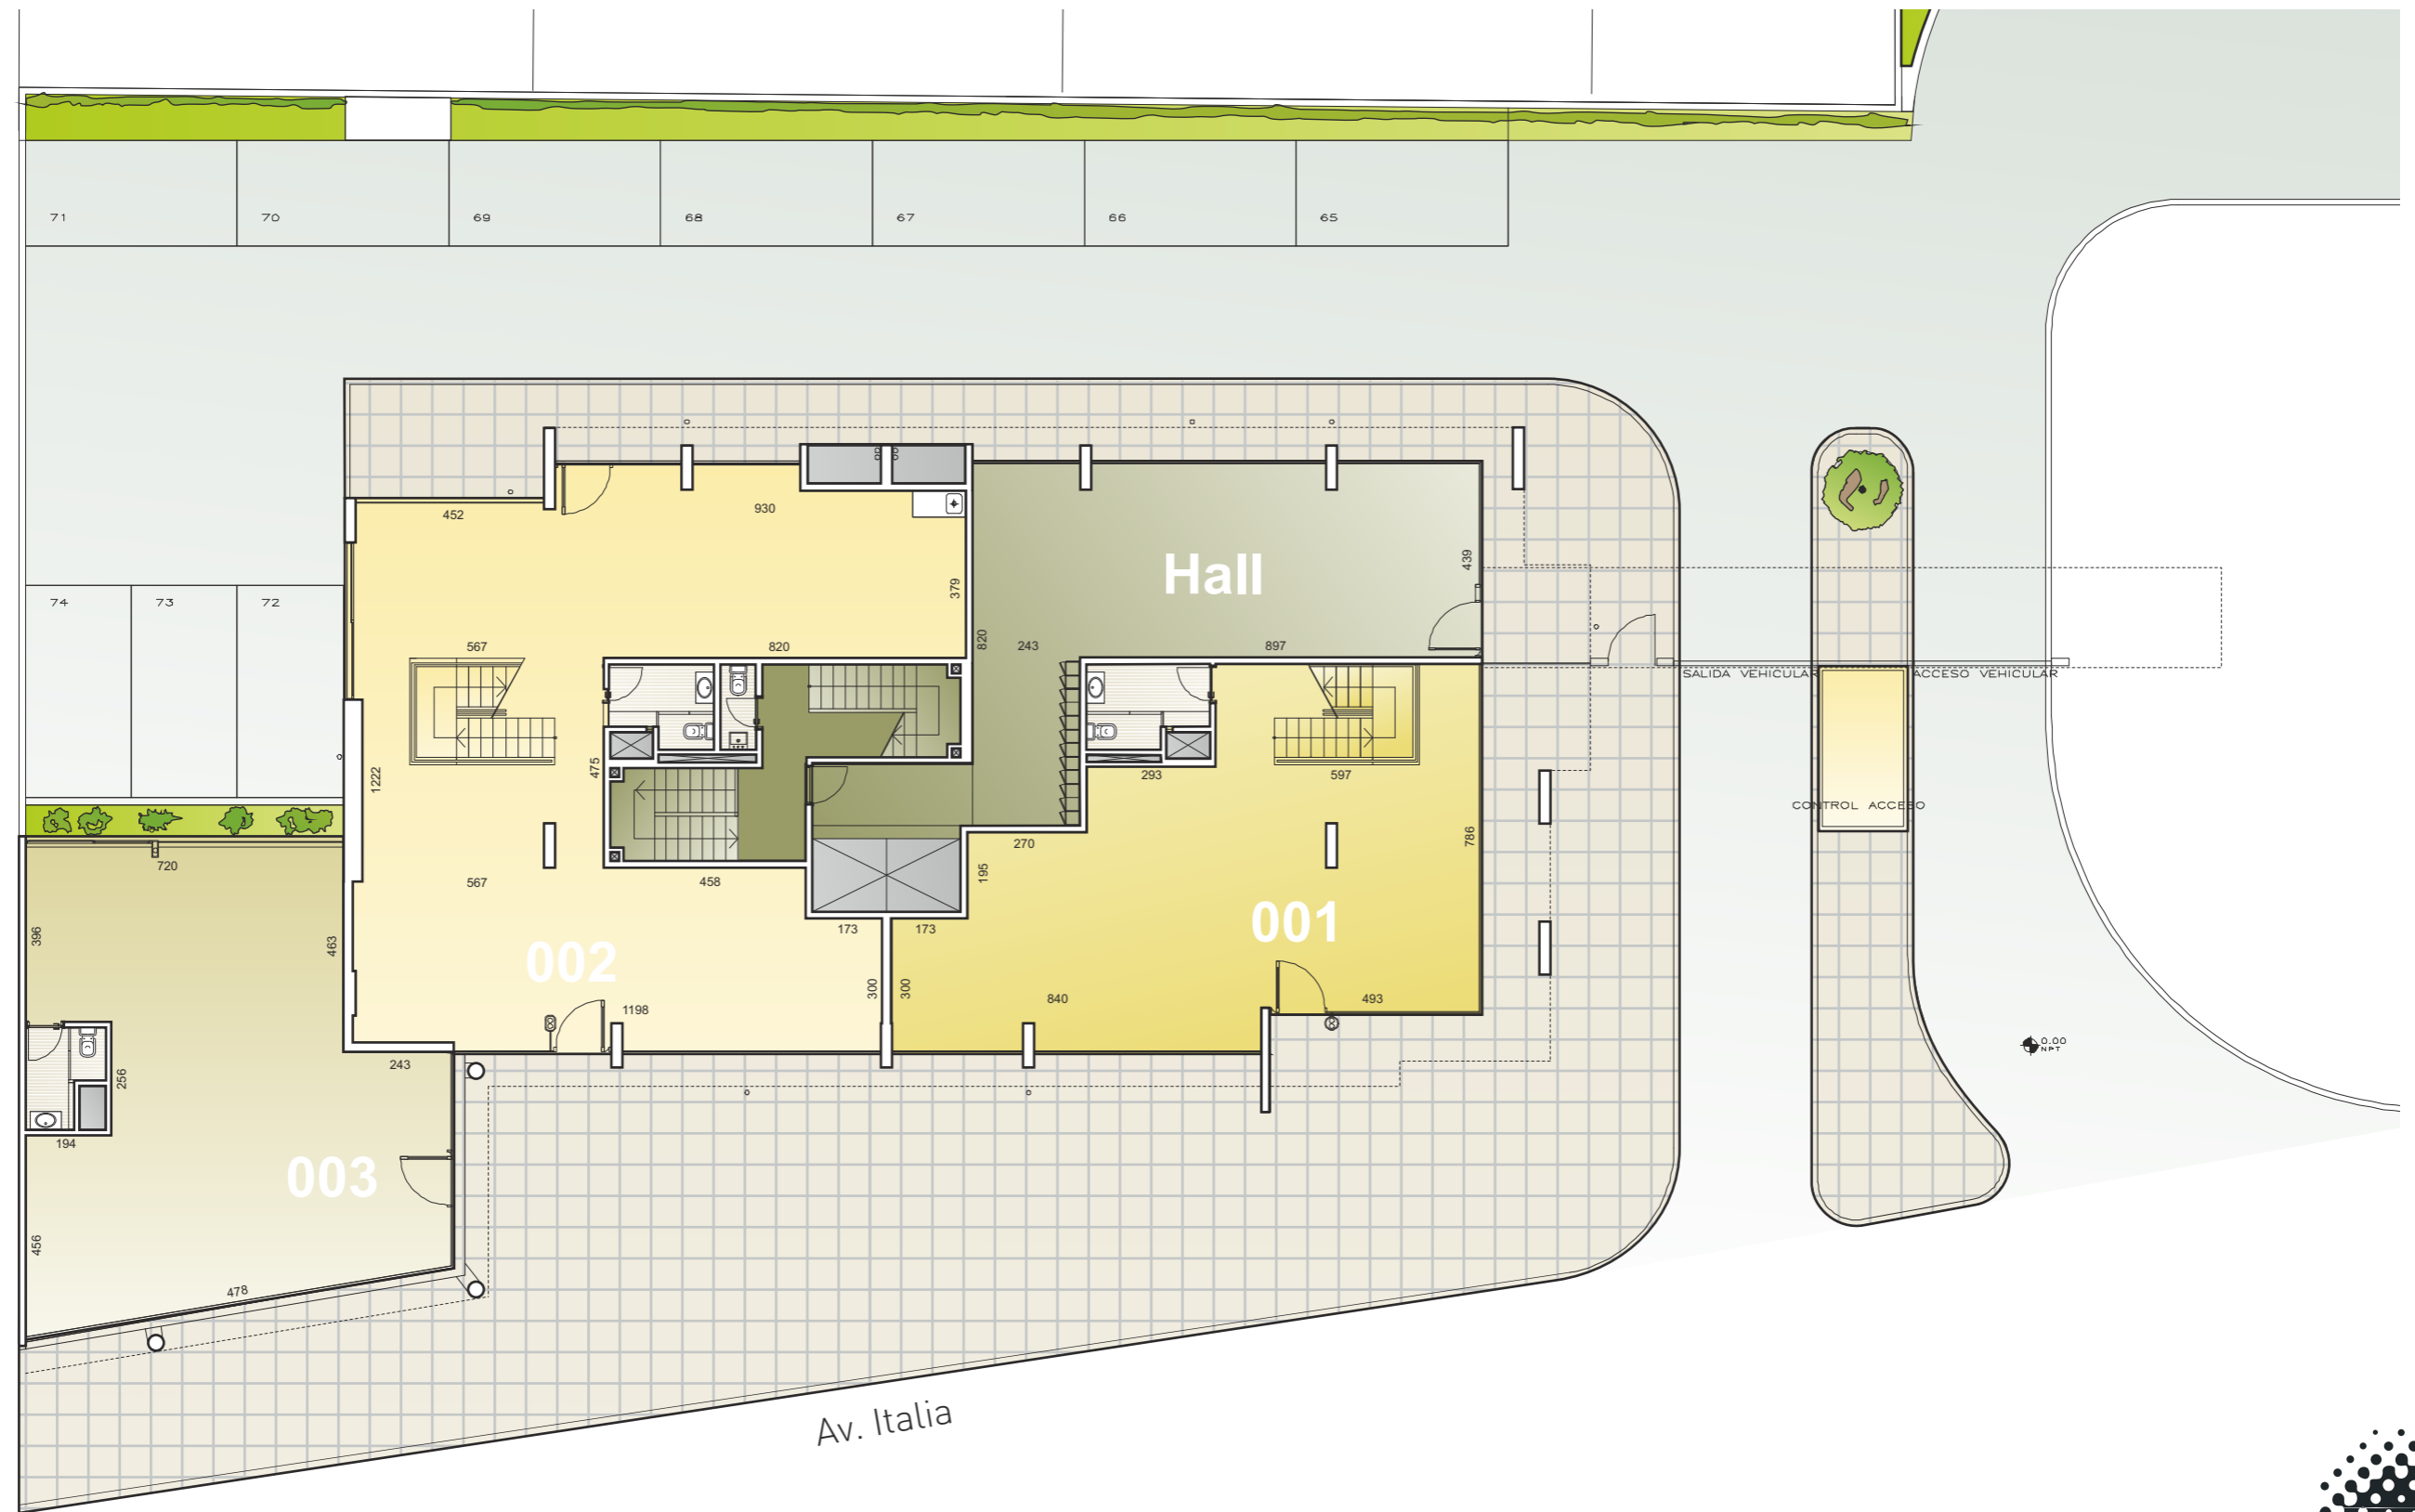 71 70 69 68 67 66 65
452 930
Hall
439
379
74 73 72
567 820 820 243 897
SALIDA VEHICULAR ACCESO VEHICULAR
1222 475 293 597
CONTROL ACCESO
720 270 786
567 458 195
396 463 173 173
002 001
300 300
1198 840 493
0.00
NPT
243
256
194
003
456
478
Av. Italia